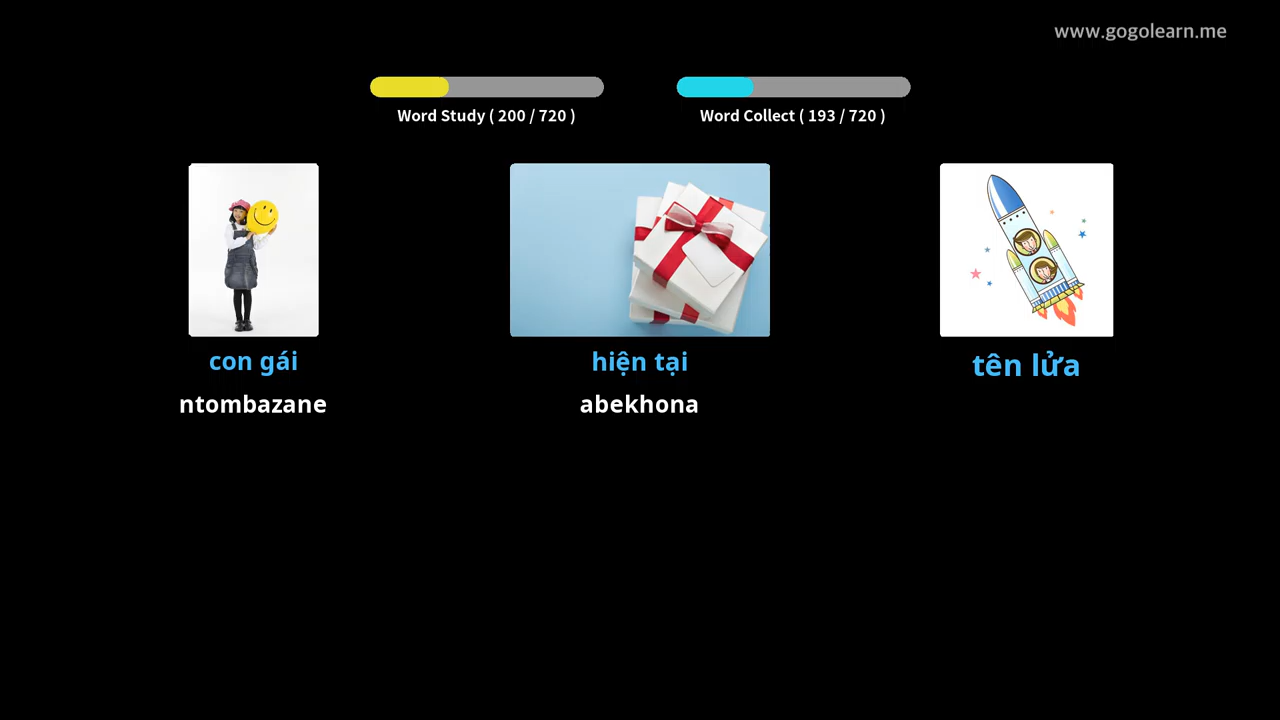 www.gogolearn.me
Word Study ( 200 / 720 )
Word Collect ( 193 / 720 )
con gái
hiện tại
tên lửa
ntombazane
abekhona